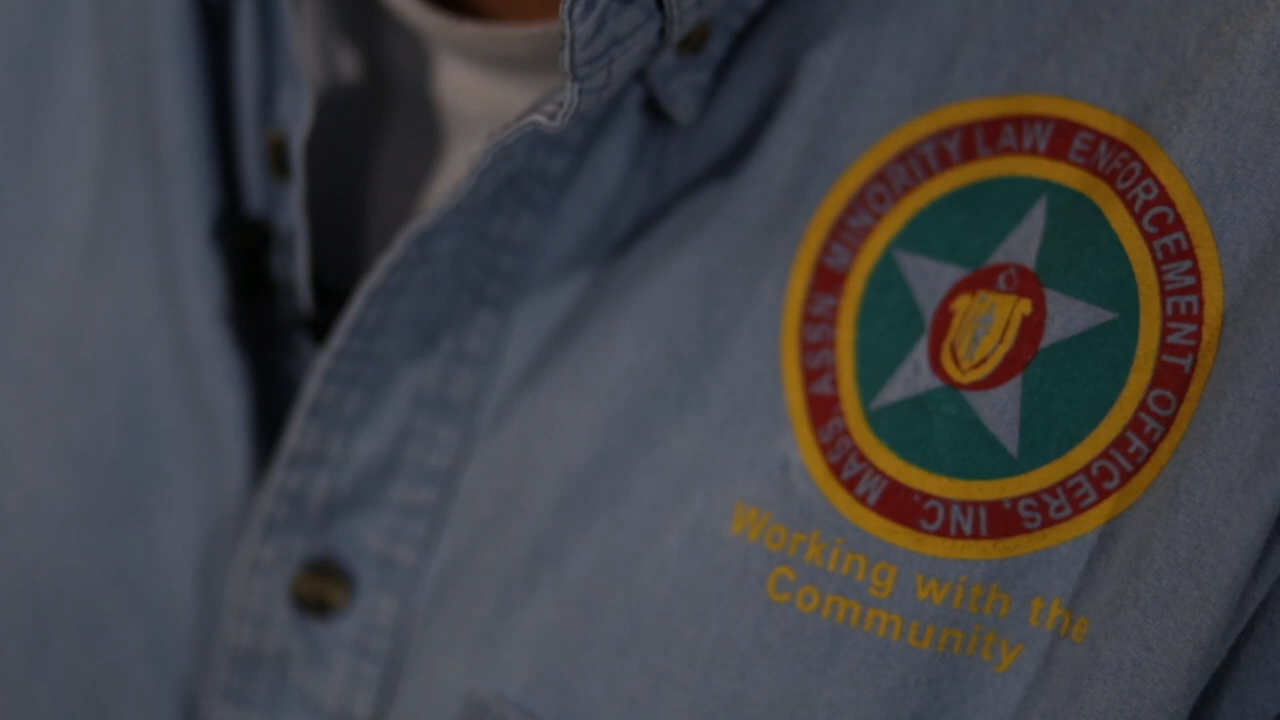 MASS. ASSN. MINORITY LAW ENFORCEMENT OFFICERS, INC.
Working with the
Community